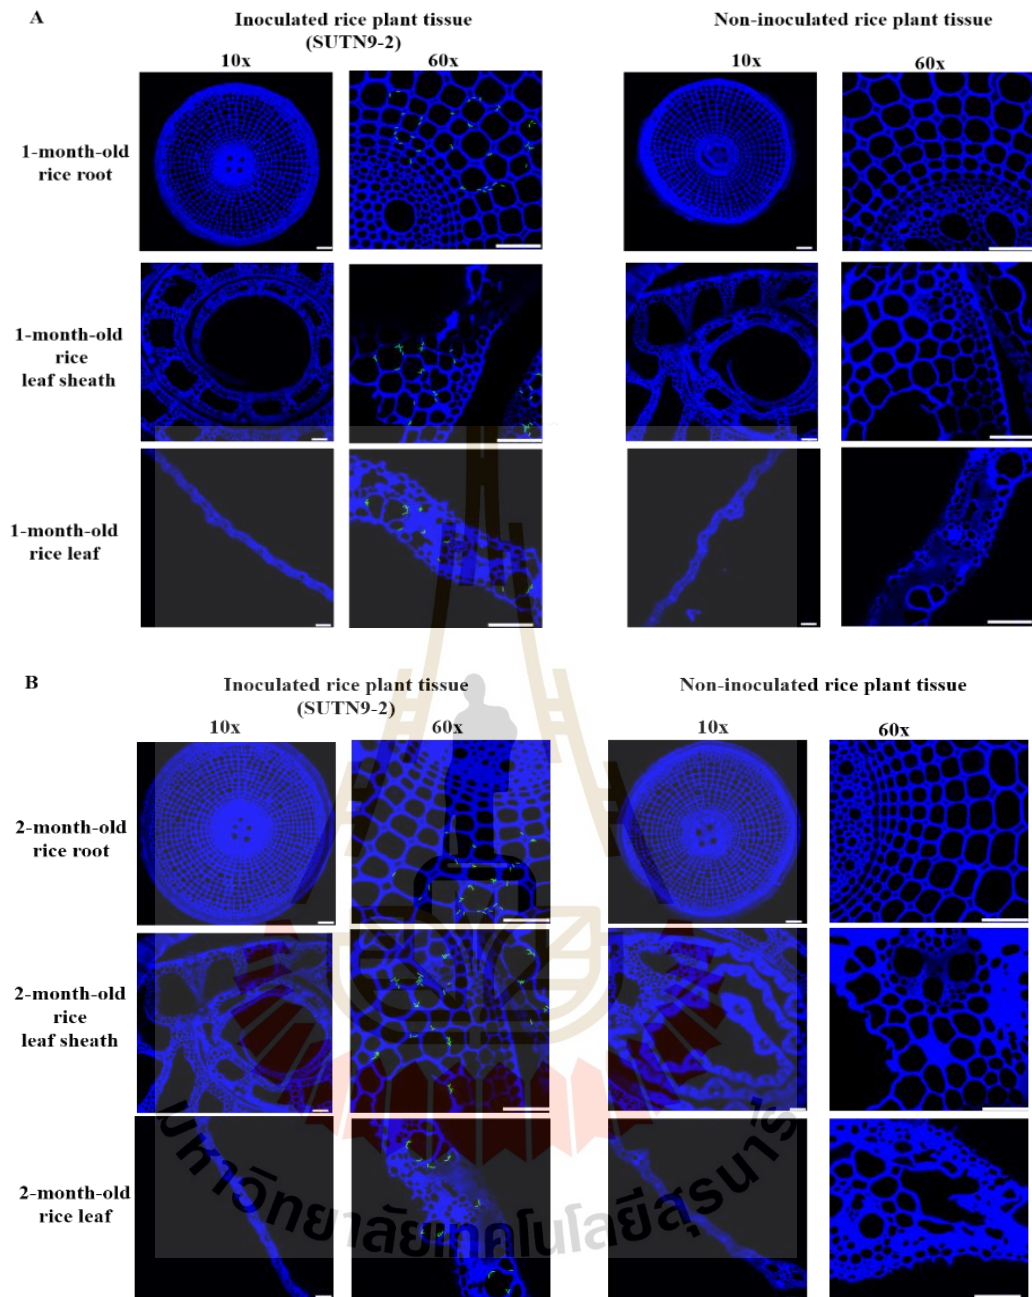 A
Inoculated rice plant tissue
(SUTN9-2)
Non-inoculated rice plant tissue
10x
60x
10x
60x
1-month-old
rice root
1-month-old
rice
leaf sheath
1-month-old
rice leaf
B
Inoculated rice plant tissue
(SUTN9-2)
Non-inoculated rice plant tissue
10x
60x
10x
60x
2-month-old
rice root
2-month-old
rice
leaf sheath
2-month-old
rice leaf
มหาวิทยาลัยเทคโนโลยีสุรนารี